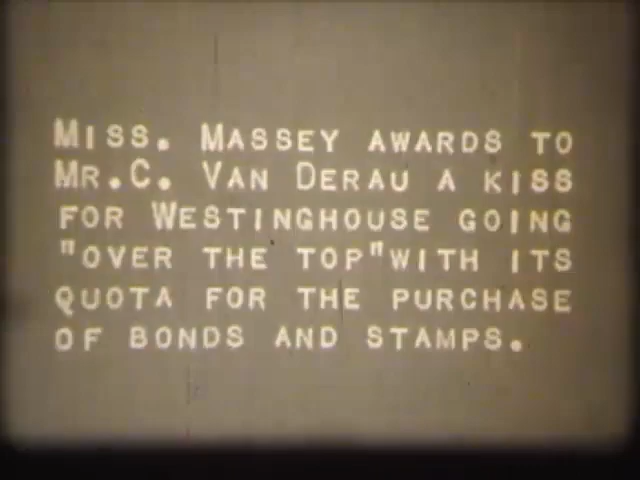 MISS. MASSEY AWARDS TO
MR.C. VAN DERAU A KISS
FOR WESTINGHOUSE GOING
"OVER THE TOP"WITH ITS
QUOTA FOR THE PURCHASE
OF BONDS AND STAMPS.